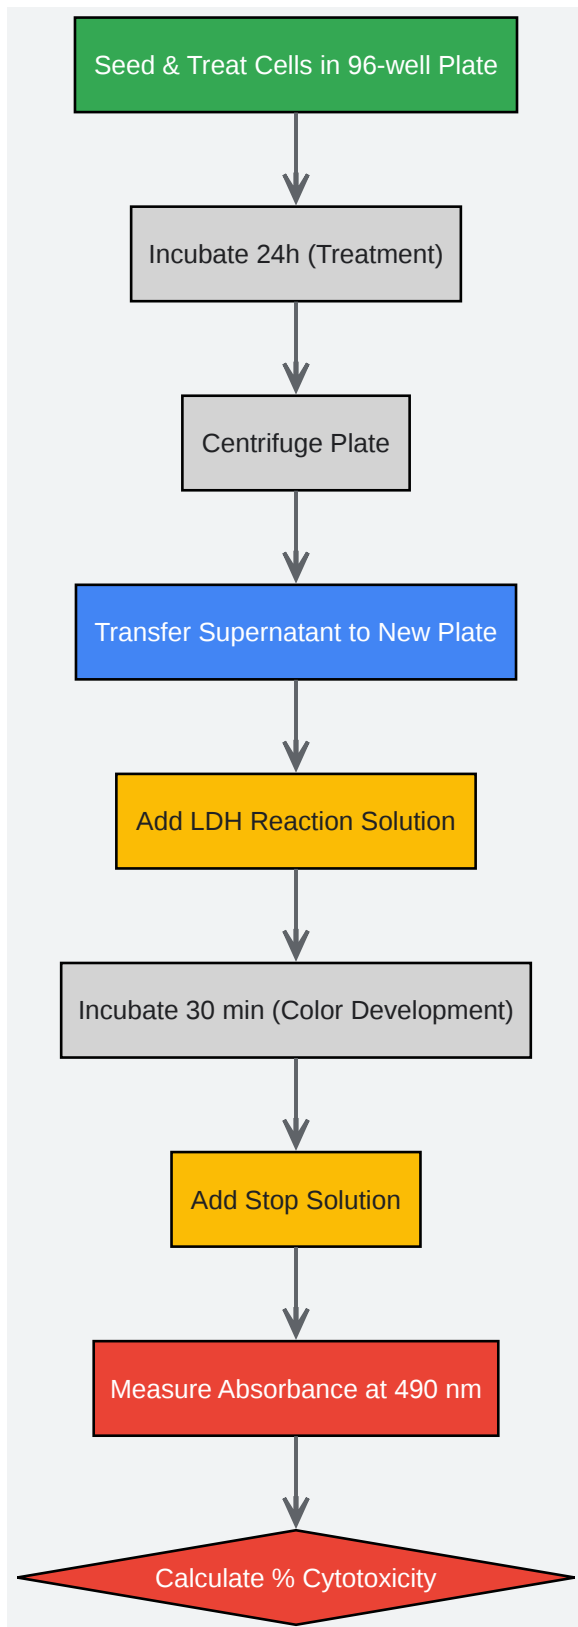 Seed & Treat Cells in 96-well Plate
Incubate 24h (Treatment)
Centrifuge Plate
Transfer Supernatant to New Plate
Add LDH Reaction Solution
Incubate 30 min (Color Development)
Add Stop Solution
Measure Absorbance at 490 nm
Calculate % Cytotoxicity